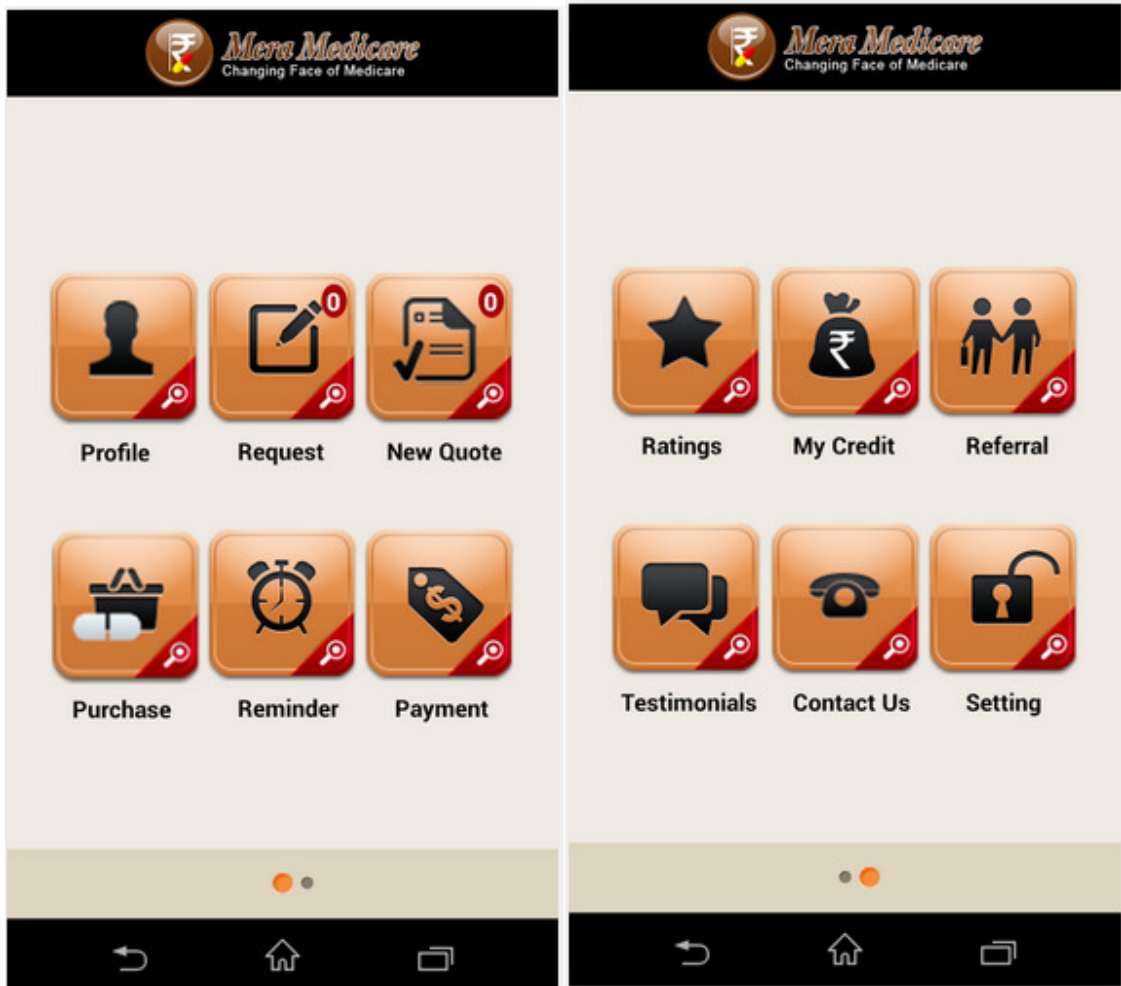 Mera Medicare
Changing Face of Medicare
0
0
Profile Request New Quote
Purchase Reminder Payment
Mera Medicare
Changing Face of Medicare
Ratings My Credit Referral
Testimonials Contact Us Setting